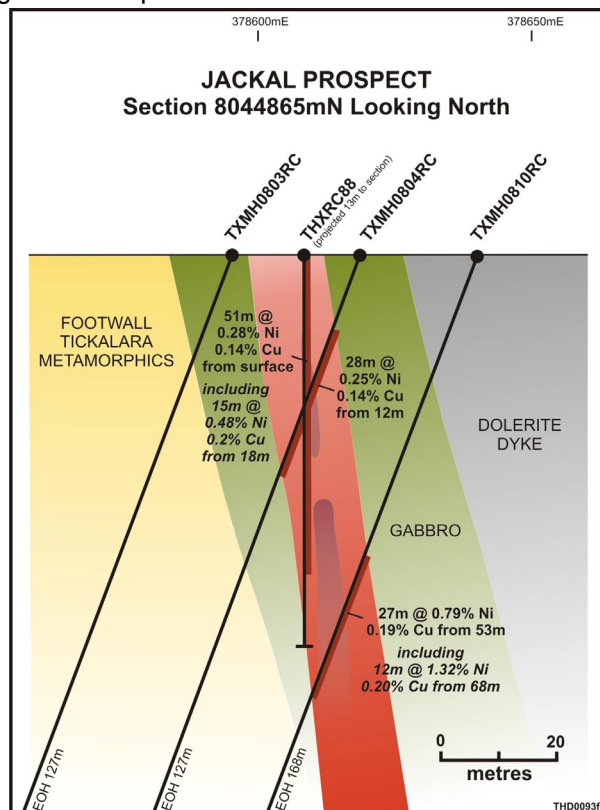 378600mE
378650mE
JACKAL PROSPECT
Section 8044865mN Looking North
TXMH0803RC
THXRC88
(projected 13m to section)
TXMH0804RC
TXMH0810RC
FOOTWALL
TICKALARA
METAMORPHICS
51m @
0.28% Ni
0.14% Cu
from surface
including
15m @
0.48% Ni
0.2% Cu
from 18m
28m @
0.25% Ni
0.14% Cu
from 12m
DOLERITE
DYKE
GABBRO
27m @ 0.79% Ni
0.19% Cu from 53m
including
12m @ 1.32% Ni
0.20% Cu from 68m
EOH 127m
EOH 127m
EOH 168m
0 20
metres